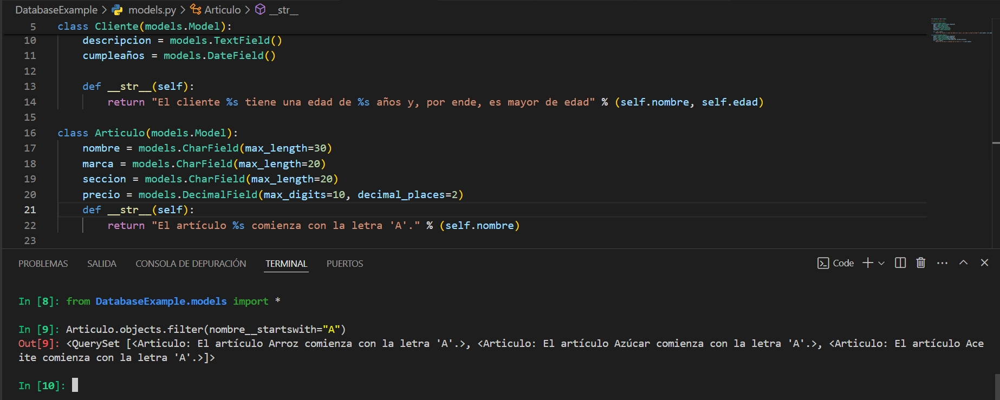 DatabaseExample > models.py > Articulo > __str__
5 class Cliente(models.Model):
10 descripcion = models.TextField()
11 cumpleaños = models.DateField()
12
13 def __str__(self):
14 return "El cliente %s tiene una edad de %s años y, por ende, es mayor de edad" % (self.nombre, self.edad)
15
16 class Articulo(models.Model):
17 nombre = models.CharField(max_length=30)
18 marca = models.CharField(max_length=20)
19 seccion = models.CharField(max_length=20)
20 precio = models.DecimalField(max_digits=10, decimal_places=2)
21 def __str__(self):
22 return "El artículo %s comienza con la letra 'A'." % (self.nombre)
23
PROBLEMAS SALIDA CONSOLA DE DEPURACIÓN TERMINAL PUERTOS Code
In [8]: from DatabaseExample.models import *
In [9]: Articulo.objects.filter(nombre__startswith="A")
Out[9]: <QuerySet [<Articulo: El artículo Arroz comienza con la letra 'A'.>, <Articulo: El artículo Azúcar comienza con la letra 'A'.>, <Articulo: El artículo Ace
ite comienza con la letra 'A'.>]>
In [10]: